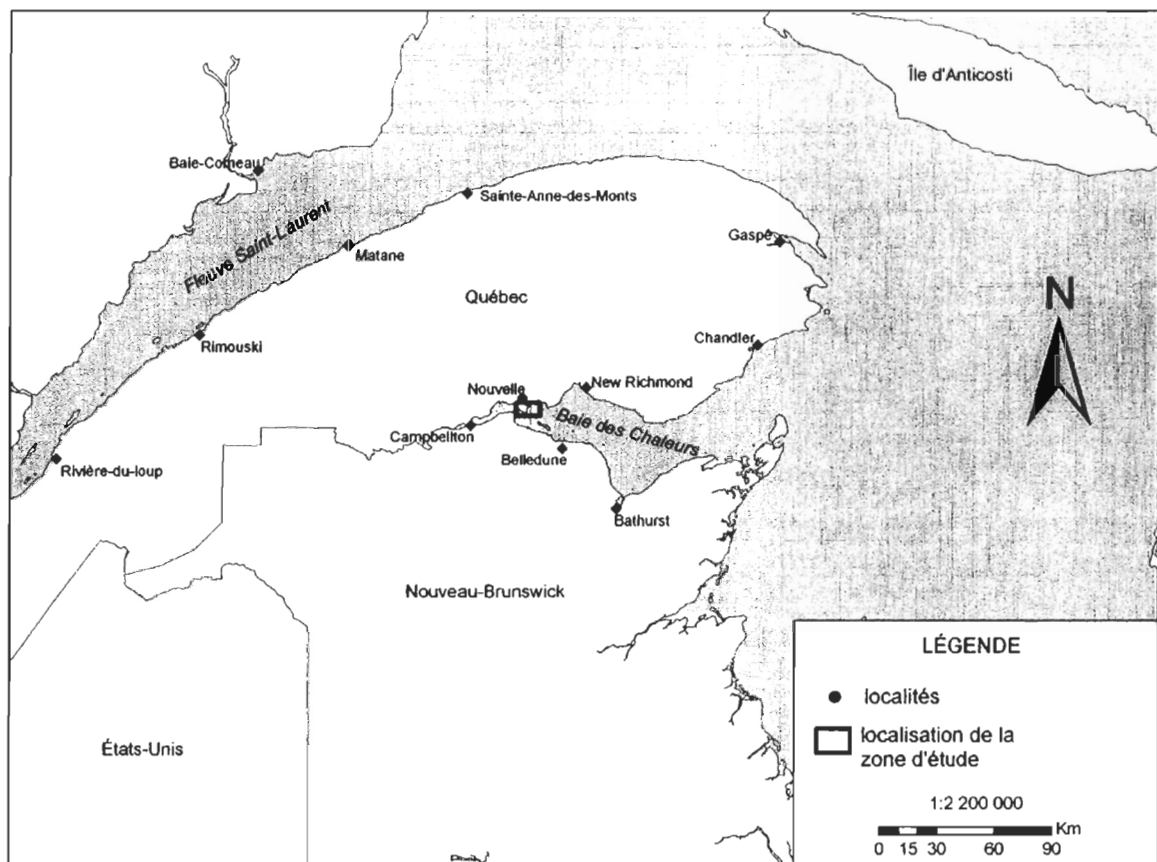 Île d'Anticosti
Baie-Comeau
Sainte-Anne-des-Monts
Fleuve Saint-Laurent
Gaspé
Matane
Québec
N
Rimouski
Chandler
Nouvelle
New Richmond
Baie des Chaleurs
Campbellton
Belledune
Rivière-du-loup
Bathurst
Nouveau-Brunswick
États-Unis
LÉGENDE
localités
localisation de la
zone d'étude
1:2 200 000
Km
0 15 30 60 90